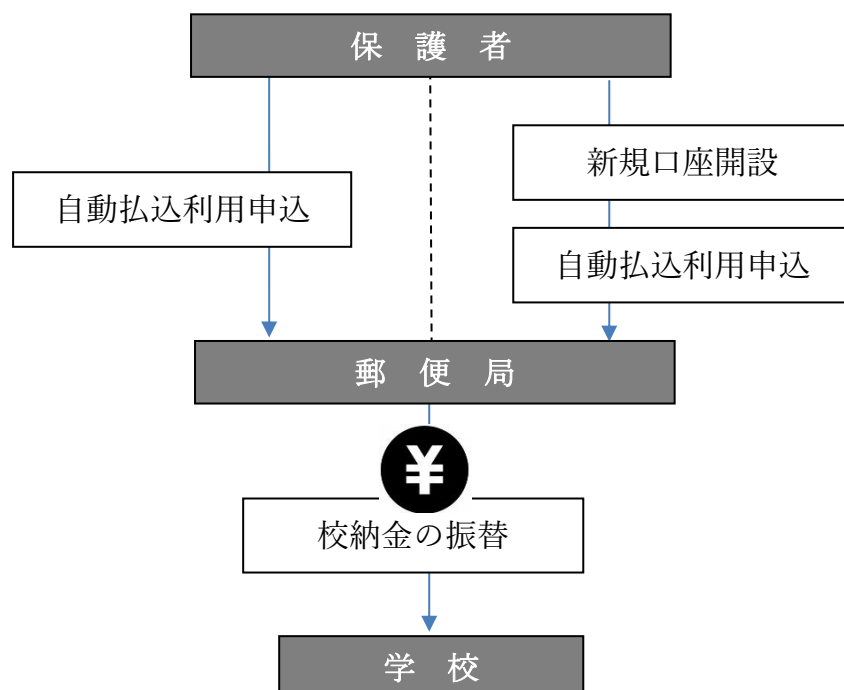 保 護 者
新規口座開設
自動払込利用申込
自動払込利用申込
郵 便 局
¥
校納金の振替
学 校